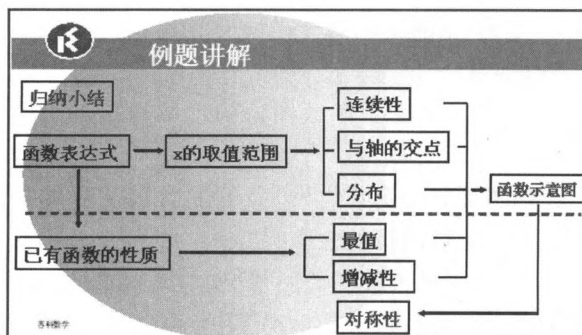 例题讲解
归纳小结
函数表达式
x的取值范围
连续性
与轴的交点
分布
函数示意图
已有函数的性质
最值
增减性
对称性